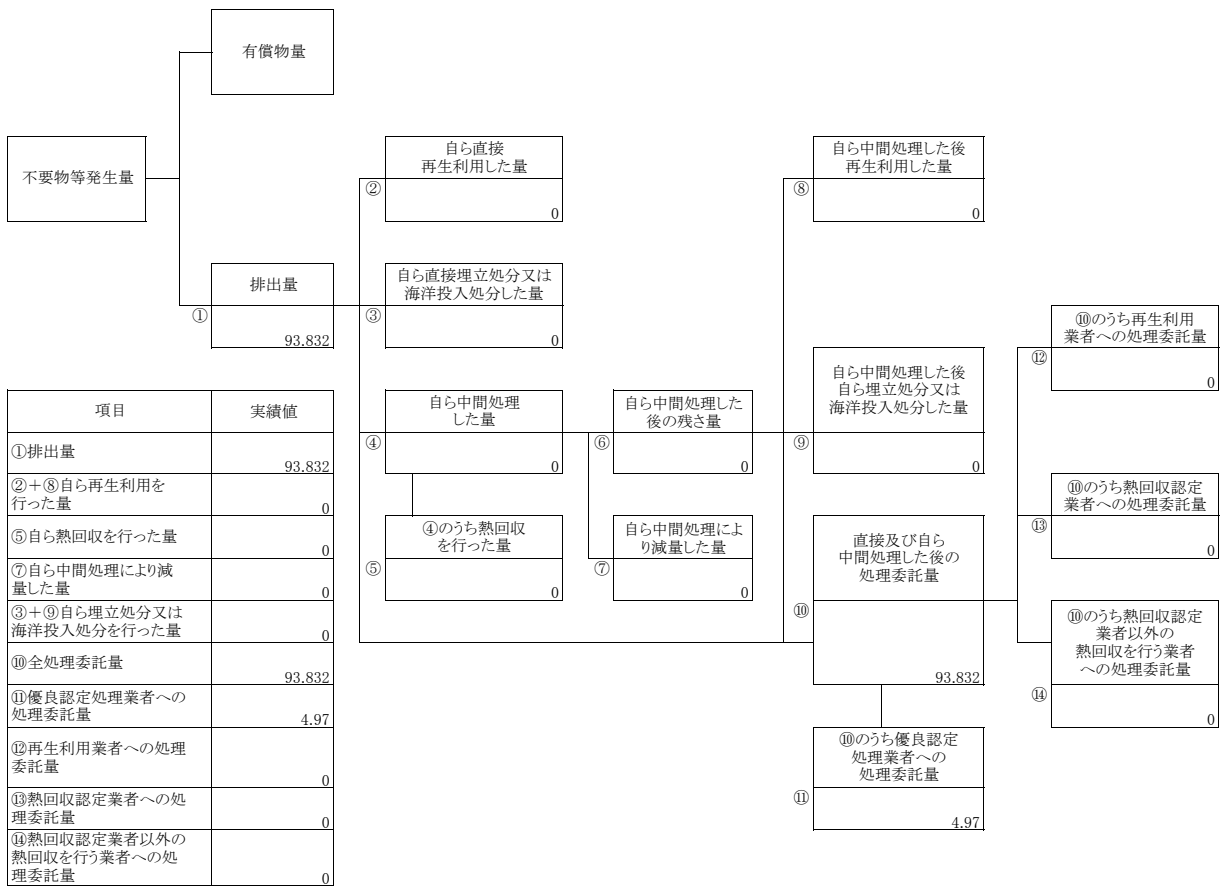 有償物量
不要物等発生量
自ら直接
再生利用した量
②
0
自ら中間処理した後
再生利用した量
⑧
0
排出量
①
93.832
自ら直接埋立処分又は
海洋投入処分した量
③
0
⑩のうち再生利用
業者への処理委託量
⑫
0
自ら中間処理
した量
④
0
自ら中間処理した
後の残さ量
⑥
0
自ら中間処理した後
自ら埋立処分又は
海洋投入処分した量
⑨
0
⑩のうち熱回収認定
業者への処理委託量
⑬
0
④のうち熱回収
を行った量
⑤
0
自ら中間処理によ
り減量した量
⑦
0
直接及び自ら
中間処理した後の
処理委託量
⑩
93.832
⑩のうち熱回収認定
業者以外の
熱回収を行う業者
への処理委託量
⑭
0
⑩のうち優良認定
処理業者への
処理委託量
⑪
4.97
項目 実績値
①排出量
93.832
②+⑧自ら再生利用を
行った量
0
⑤自ら熱回収を行った量
0
⑦自ら中間処理により減
量した量
0
③+⑨自ら埋立処分又は
海洋投入処分を行った量
0
⑩全処理委託量
93.832
⑪優良認定処理業者への
処理委託量
4.97
⑫再生利用業者への処理
委託量
0
⑬熱回収認定業者への処
理委託量
0
⑭熱回収認定業者以外の
熱回収を行う業者への処
理委託量
0